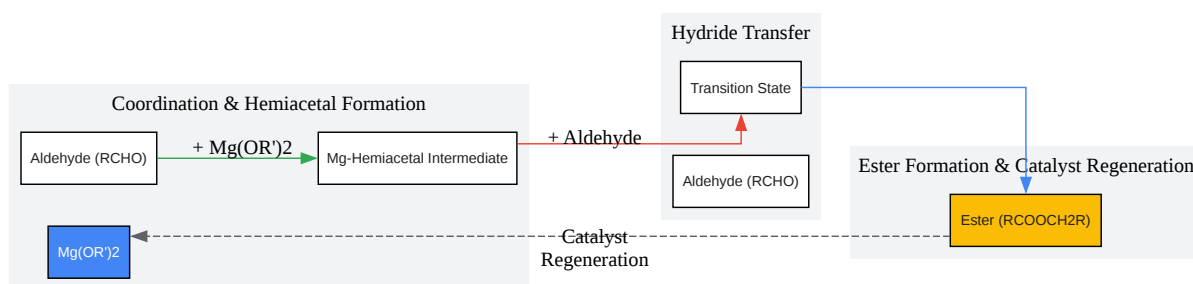 Hydride Transfer
Transition State
Coordination & Hemiacetal Formation
Aldehyde (RCHO)
+ Mg(OR')2
Mg-Hemiacetal Intermediate
+ Aldehyde
Aldehyde (RCHO)
Ester Formation & Catalyst Regeneration
Ester (RCOOCH2R)
Mg(OR')2
Catalyst
Regeneration